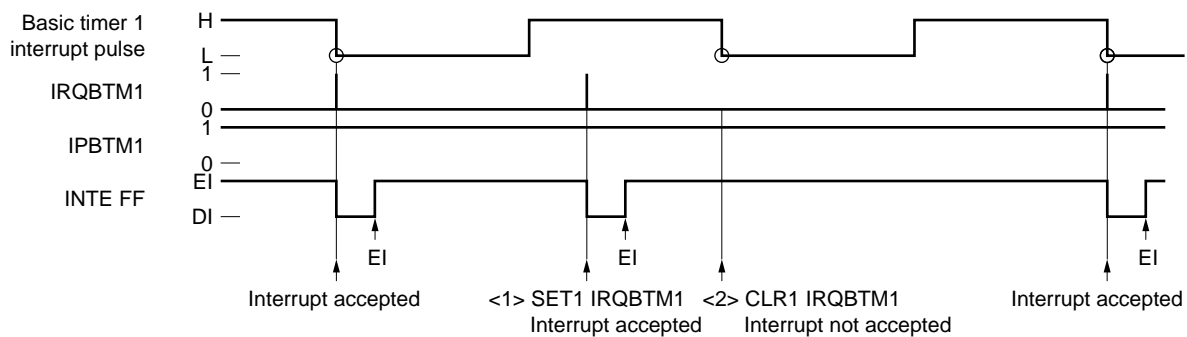 Basic timer 1
interrupt pulse
H
L
IRQBTM1
1
0
IPBTM1
1
0
INTE FF
EI
DI
EI
EI
EI
Interrupt accepted
<1> SET1 IRQBTM1
Interrupt accepted
<2> CLR1 IRQBTM1
Interrupt not accepted
Interrupt accepted